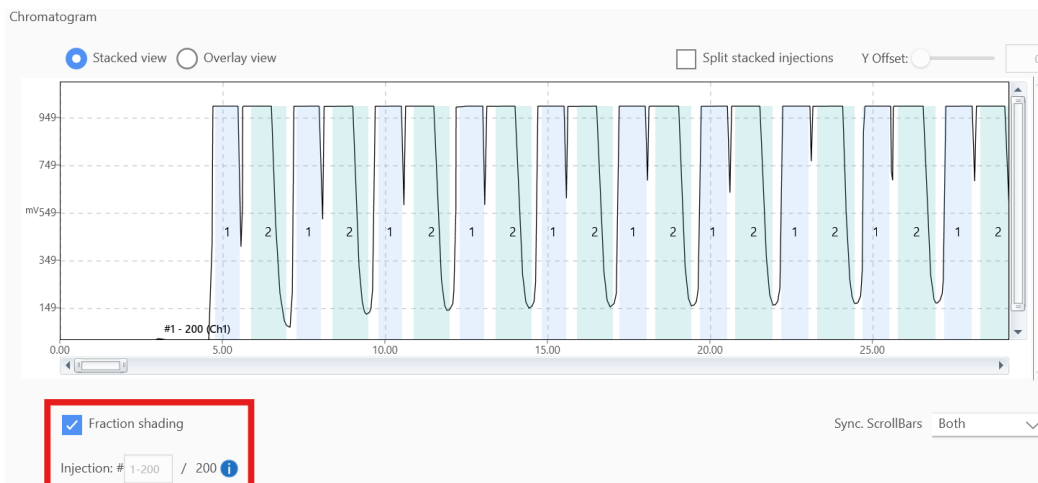 Chromatogram
Stacked view Overlay view Split stacked injections Y Offset: 0
949
749
mV 549
349
149
1 2 1 2 1 2 1 2 1 2 1 2 1 2 1 2 1 2 1 2
#1 - 200 (Ch1)
0.00 5.00 10.00 15.00 20.00 25.00
Fraction shading Sync. ScrollBars Both
Injection: # 1-200 / 200 i